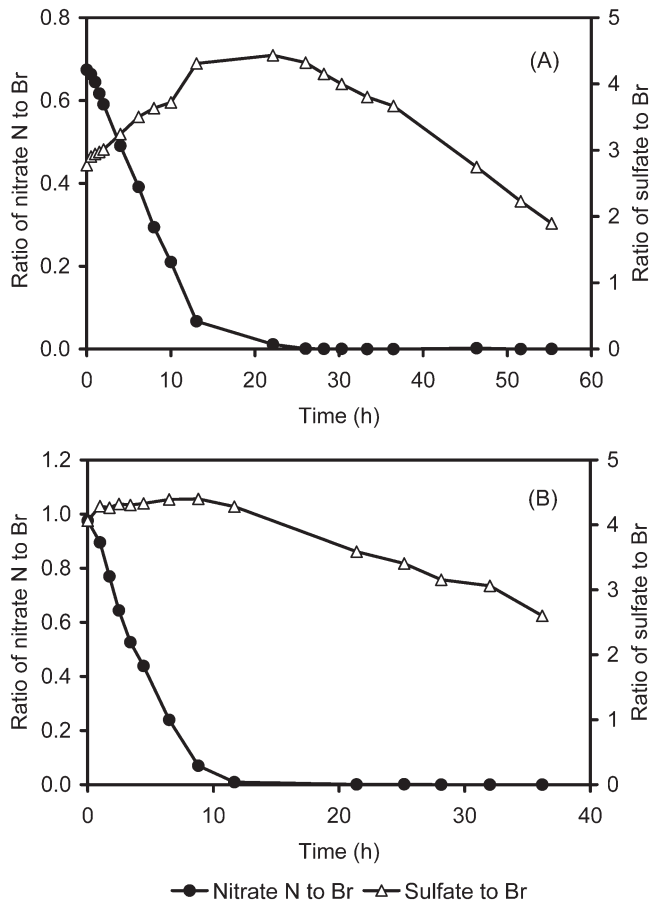 (A)
Ratio of nitrate N to Br
0.8
0.6
0.4
0.2
0.0
5
4
3
2
1
0
Ratio of sulfate to Br
0 10 20 30 40 50 60
Time (h)
(B)
Ratio of nitrate N to Br
1.2
1.0
0.8
0.6
0.4
0.2
0.0
5
4
3
2
1
0
Ratio of sulfate to Br
0 10 20 30 40
Time (h)
Nitrate N to Br Sulfate to Br